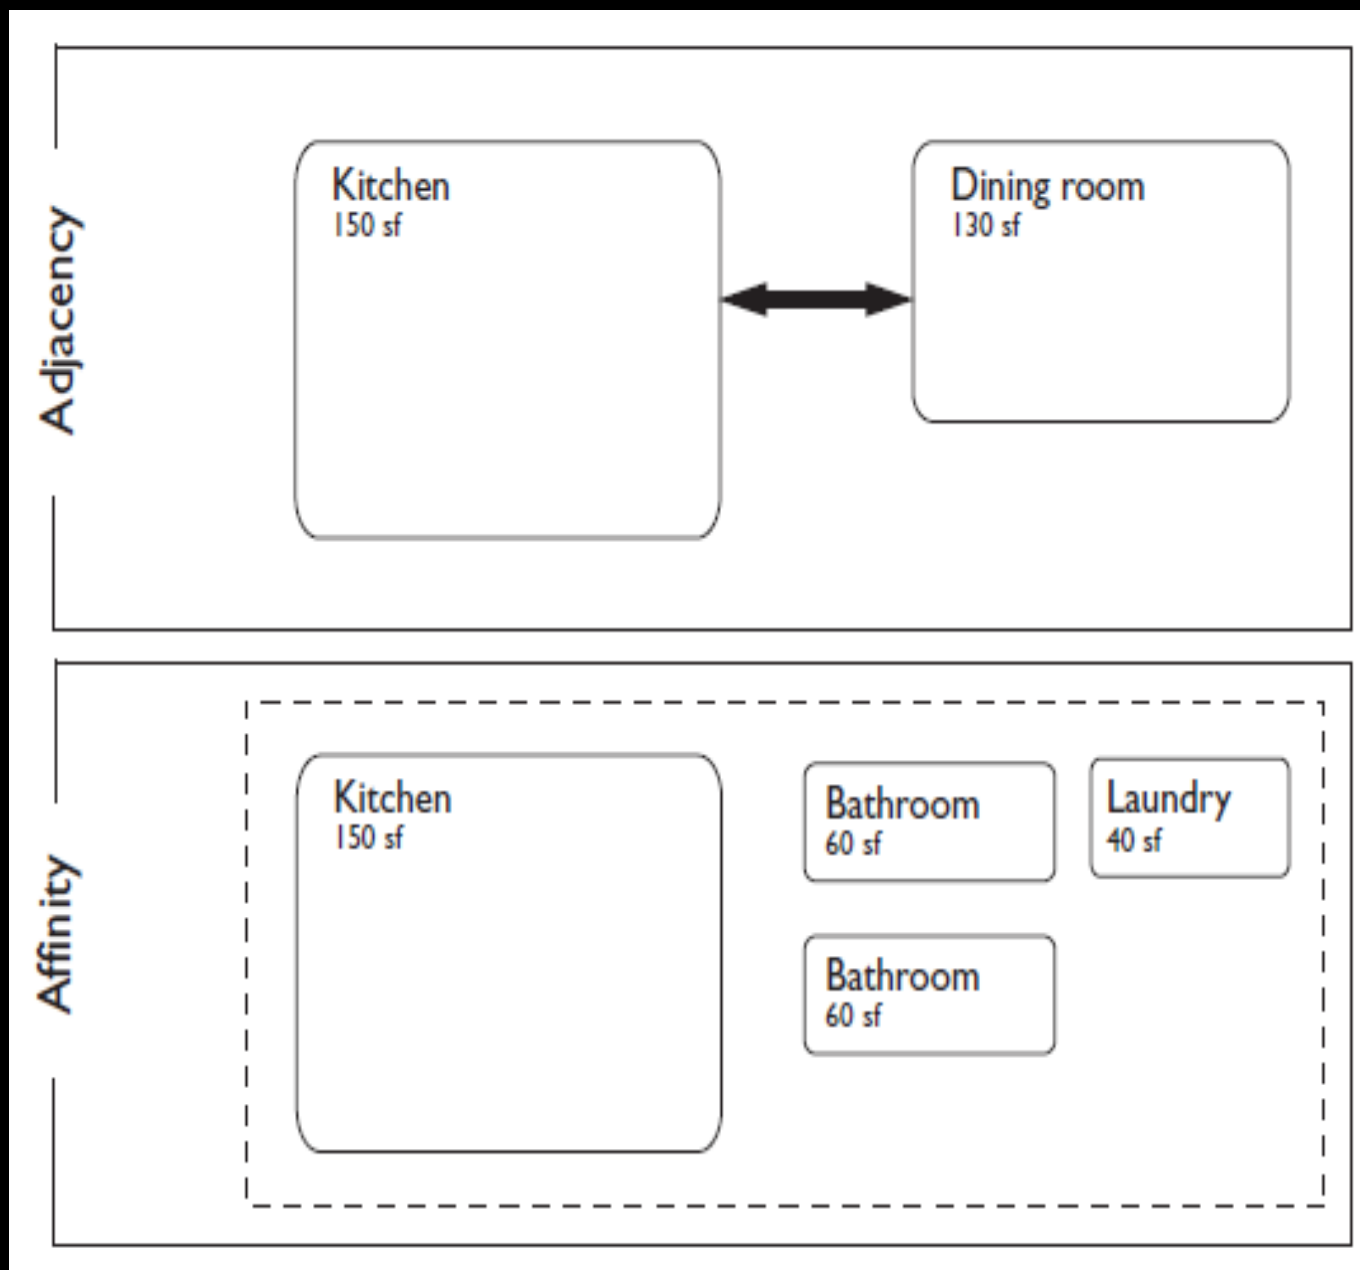 Adjacency
Kitchen
150 sf
Dining room
130 sf
Affinity
Kitchen
150 sf
Bathroom
60 sf
Laundry
40 sf
Bathroom
60 sf